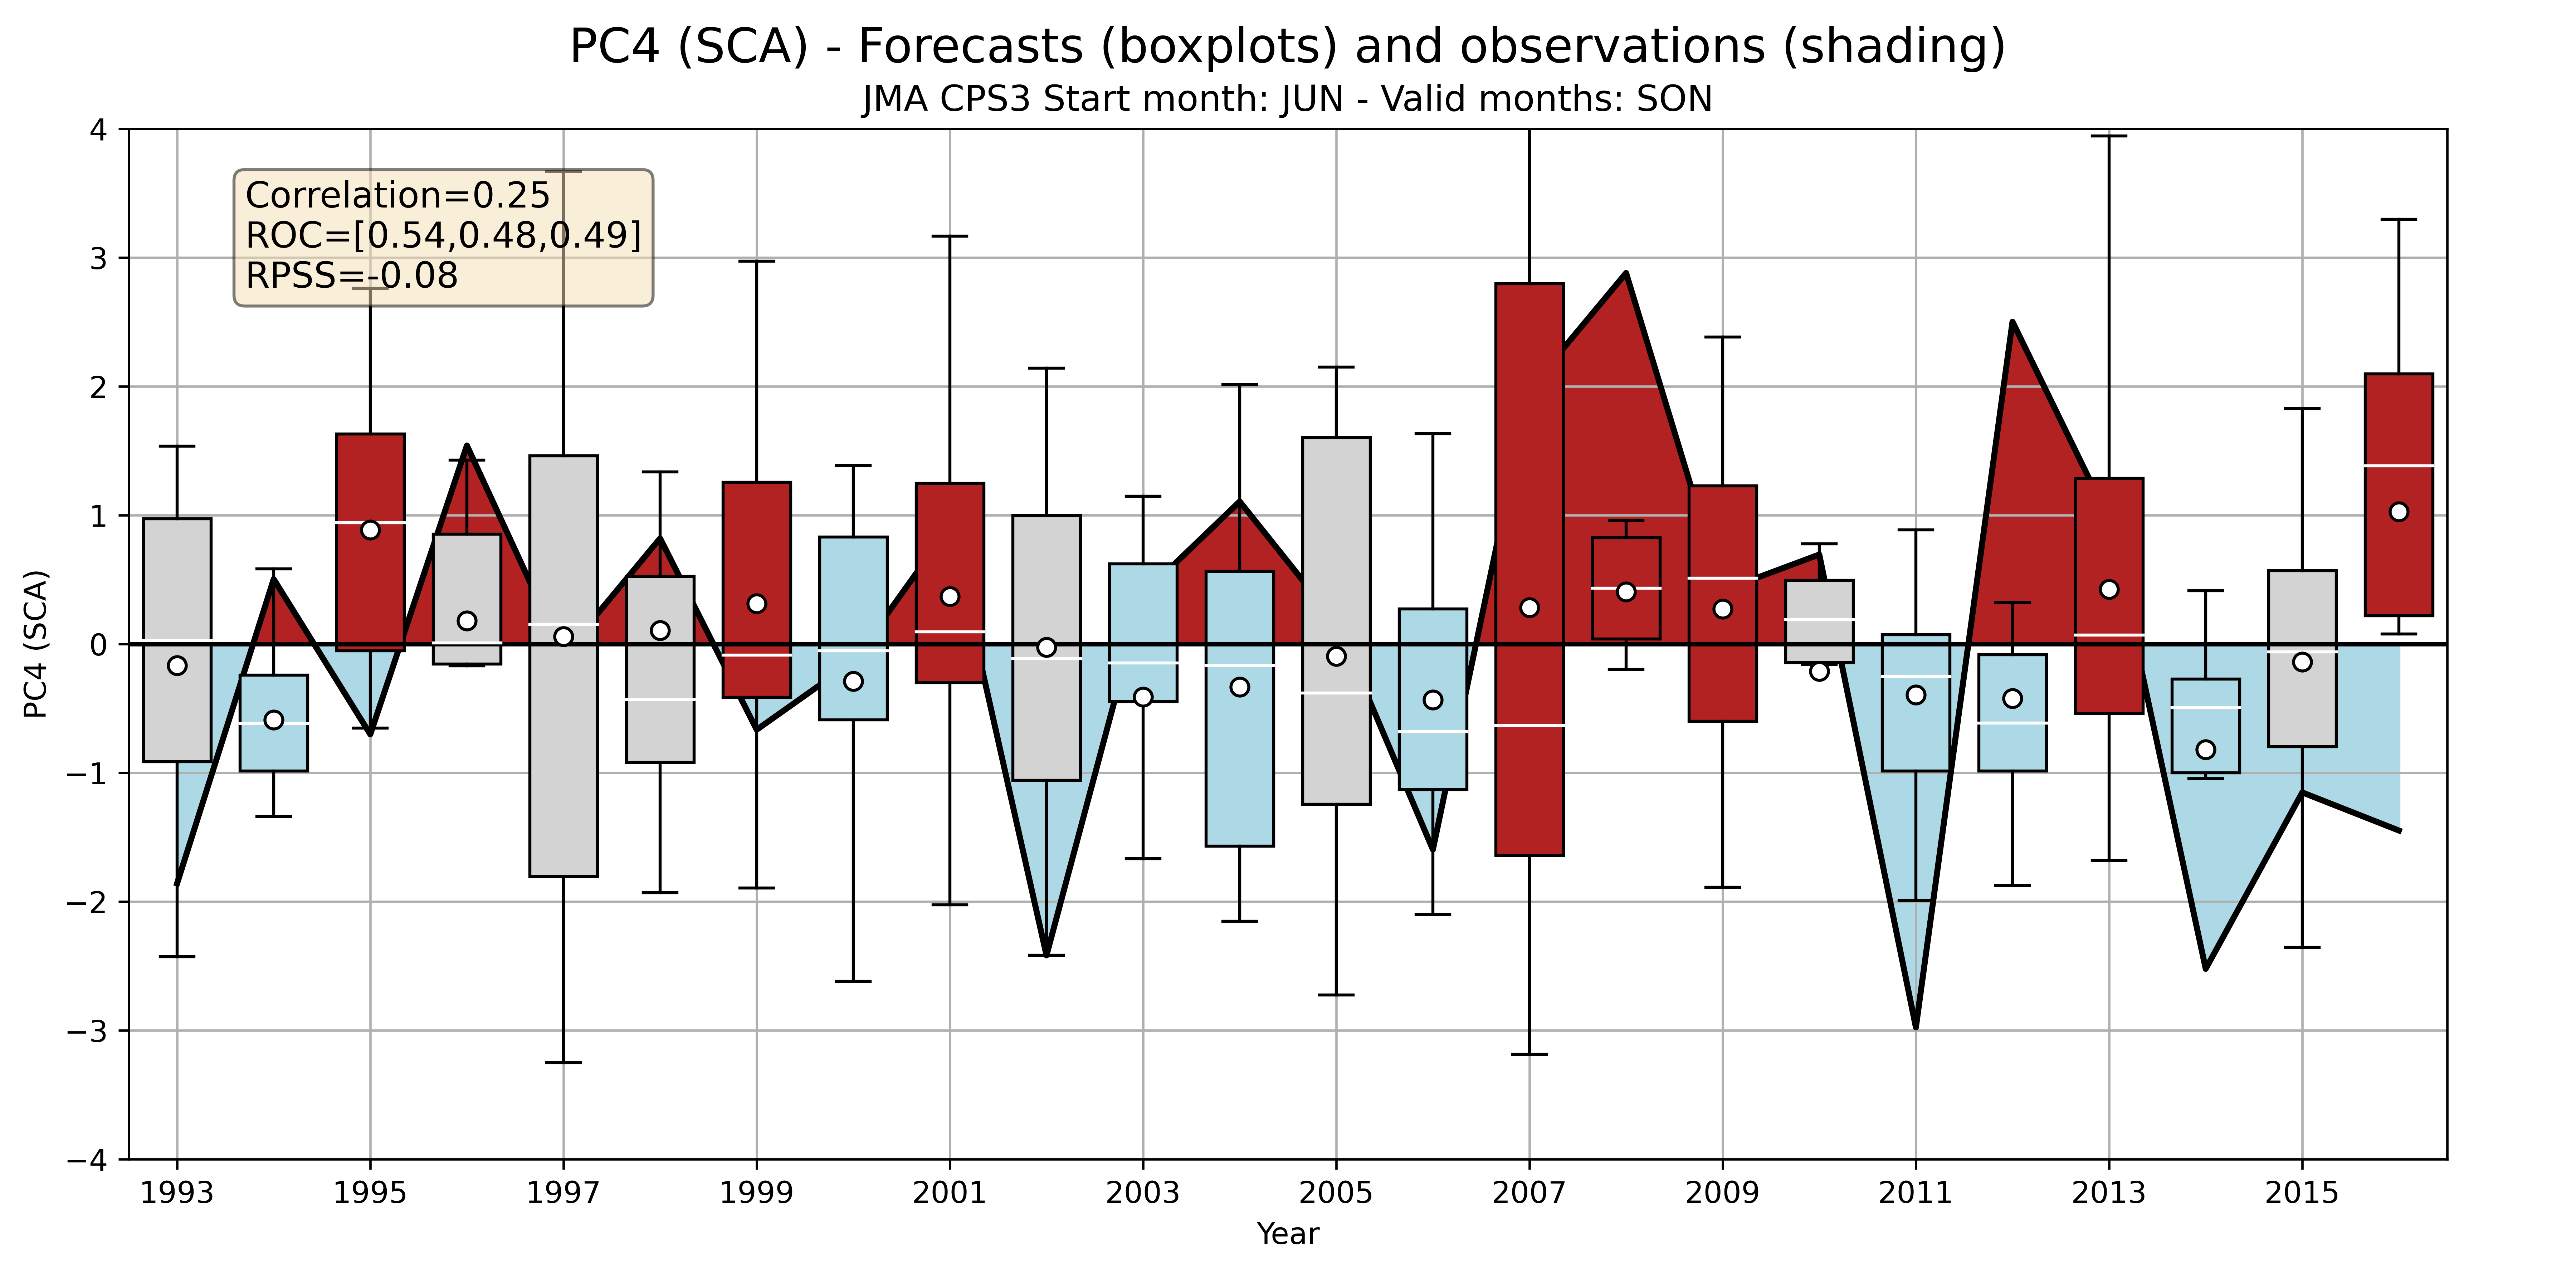 PC4 (SCA) - Forecasts (boxplots) and observations (shading)
JMA CPS3 Start month: JUN - Valid months: SON
Correlation=0.25
ROC=[0.54,0.48,0.49]
RPSS=-0.08
4
3
2
1
0
−1
−2
−3
−4
PC4 (SCA)
1993 1995 1997 1999 2001 2003 2005 2007 2009 2011 2013 2015
Year